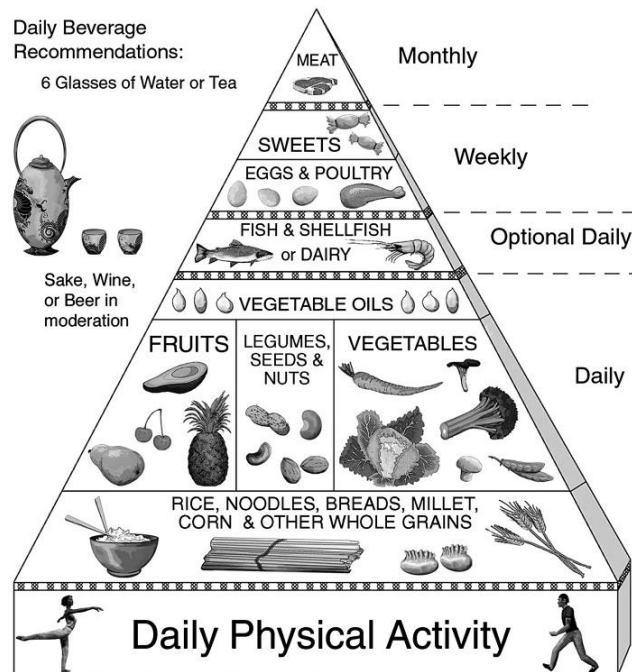 Daily Beverage
Recommendations:
6 Glasses of Water or Tea
MEAT
Monthly
SWEETS
Weekly
EGGS & POULTRY
FISH & SHELLFISH
or DAIRY
Optional Daily
Sake, Wine,
or Beer in
moderation
VEGETABLE OILS
FRUITS
LEGUMES,
SEEDS &
NUTS
VEGETABLES
Daily
RICE, NOODLES, BREADS, MILLET,
CORN & OTHER WHOLE GRAINS
Daily Physical Activity